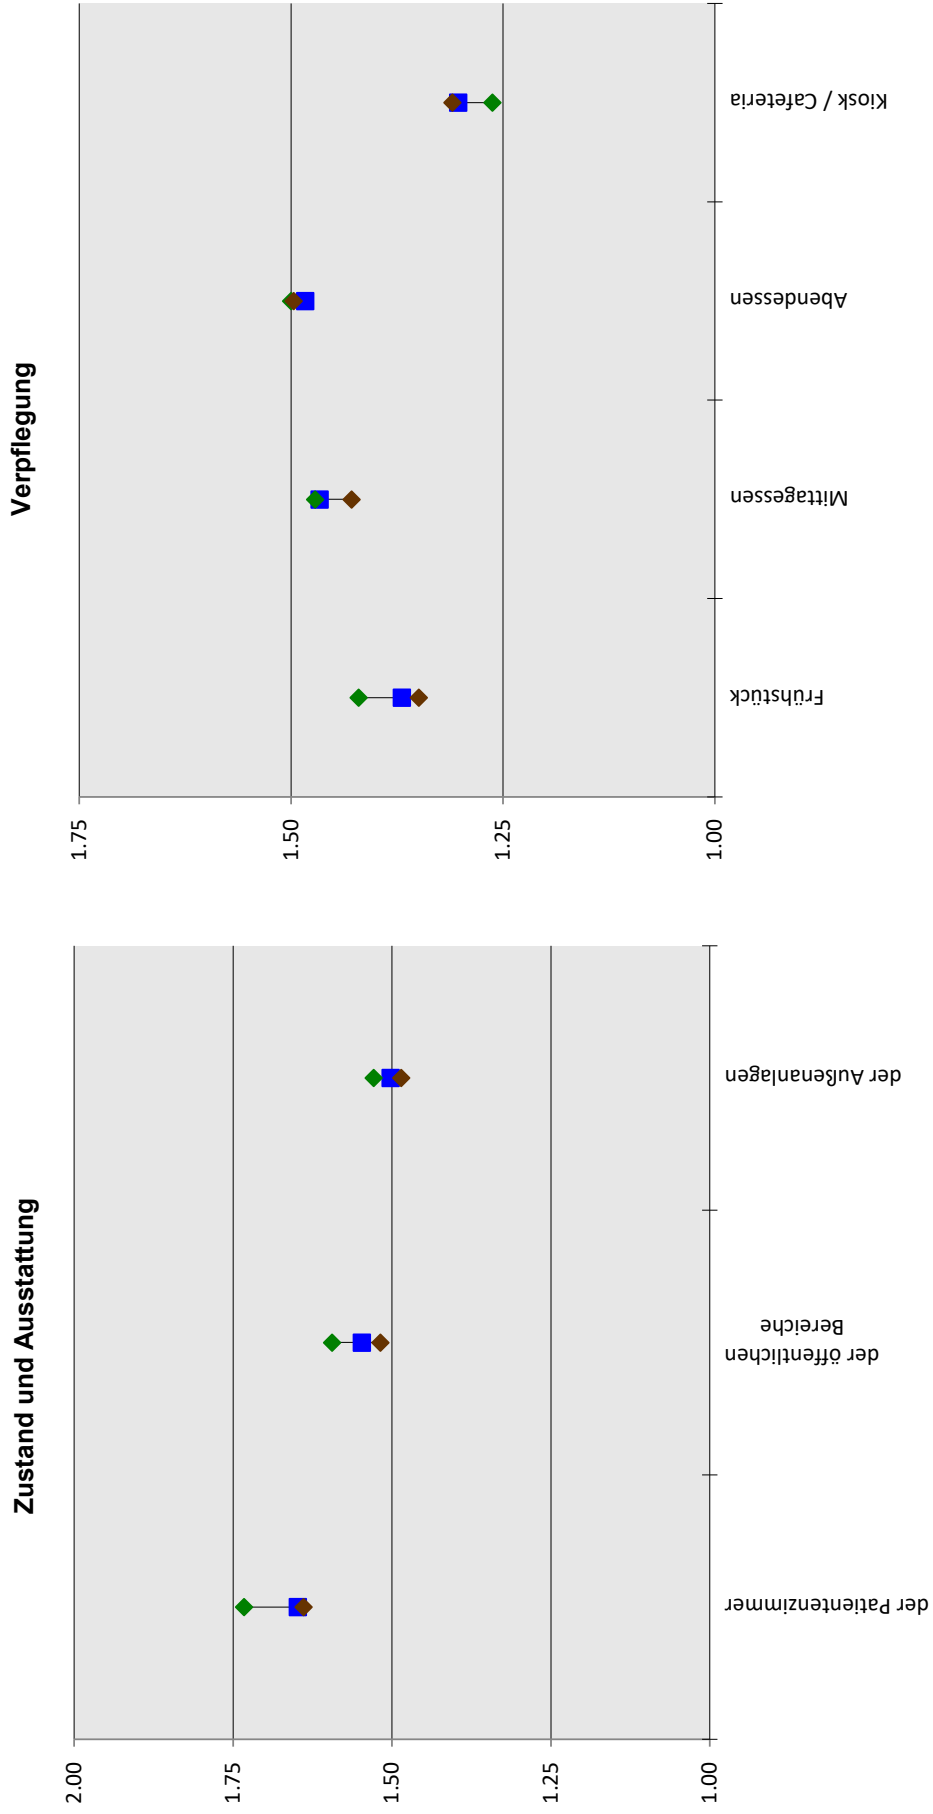 Zustand und Ausstattung
2.00
1.75
1.50
1.25
1.00
der Patientenzimmer
der öffentlichen
Bereiche
der Außenanlagen
Verpflegung
1.75
1.50
1.25
1.00
Frühstück
Mittagessen
Abendessen
Kiosk / Cafeteria